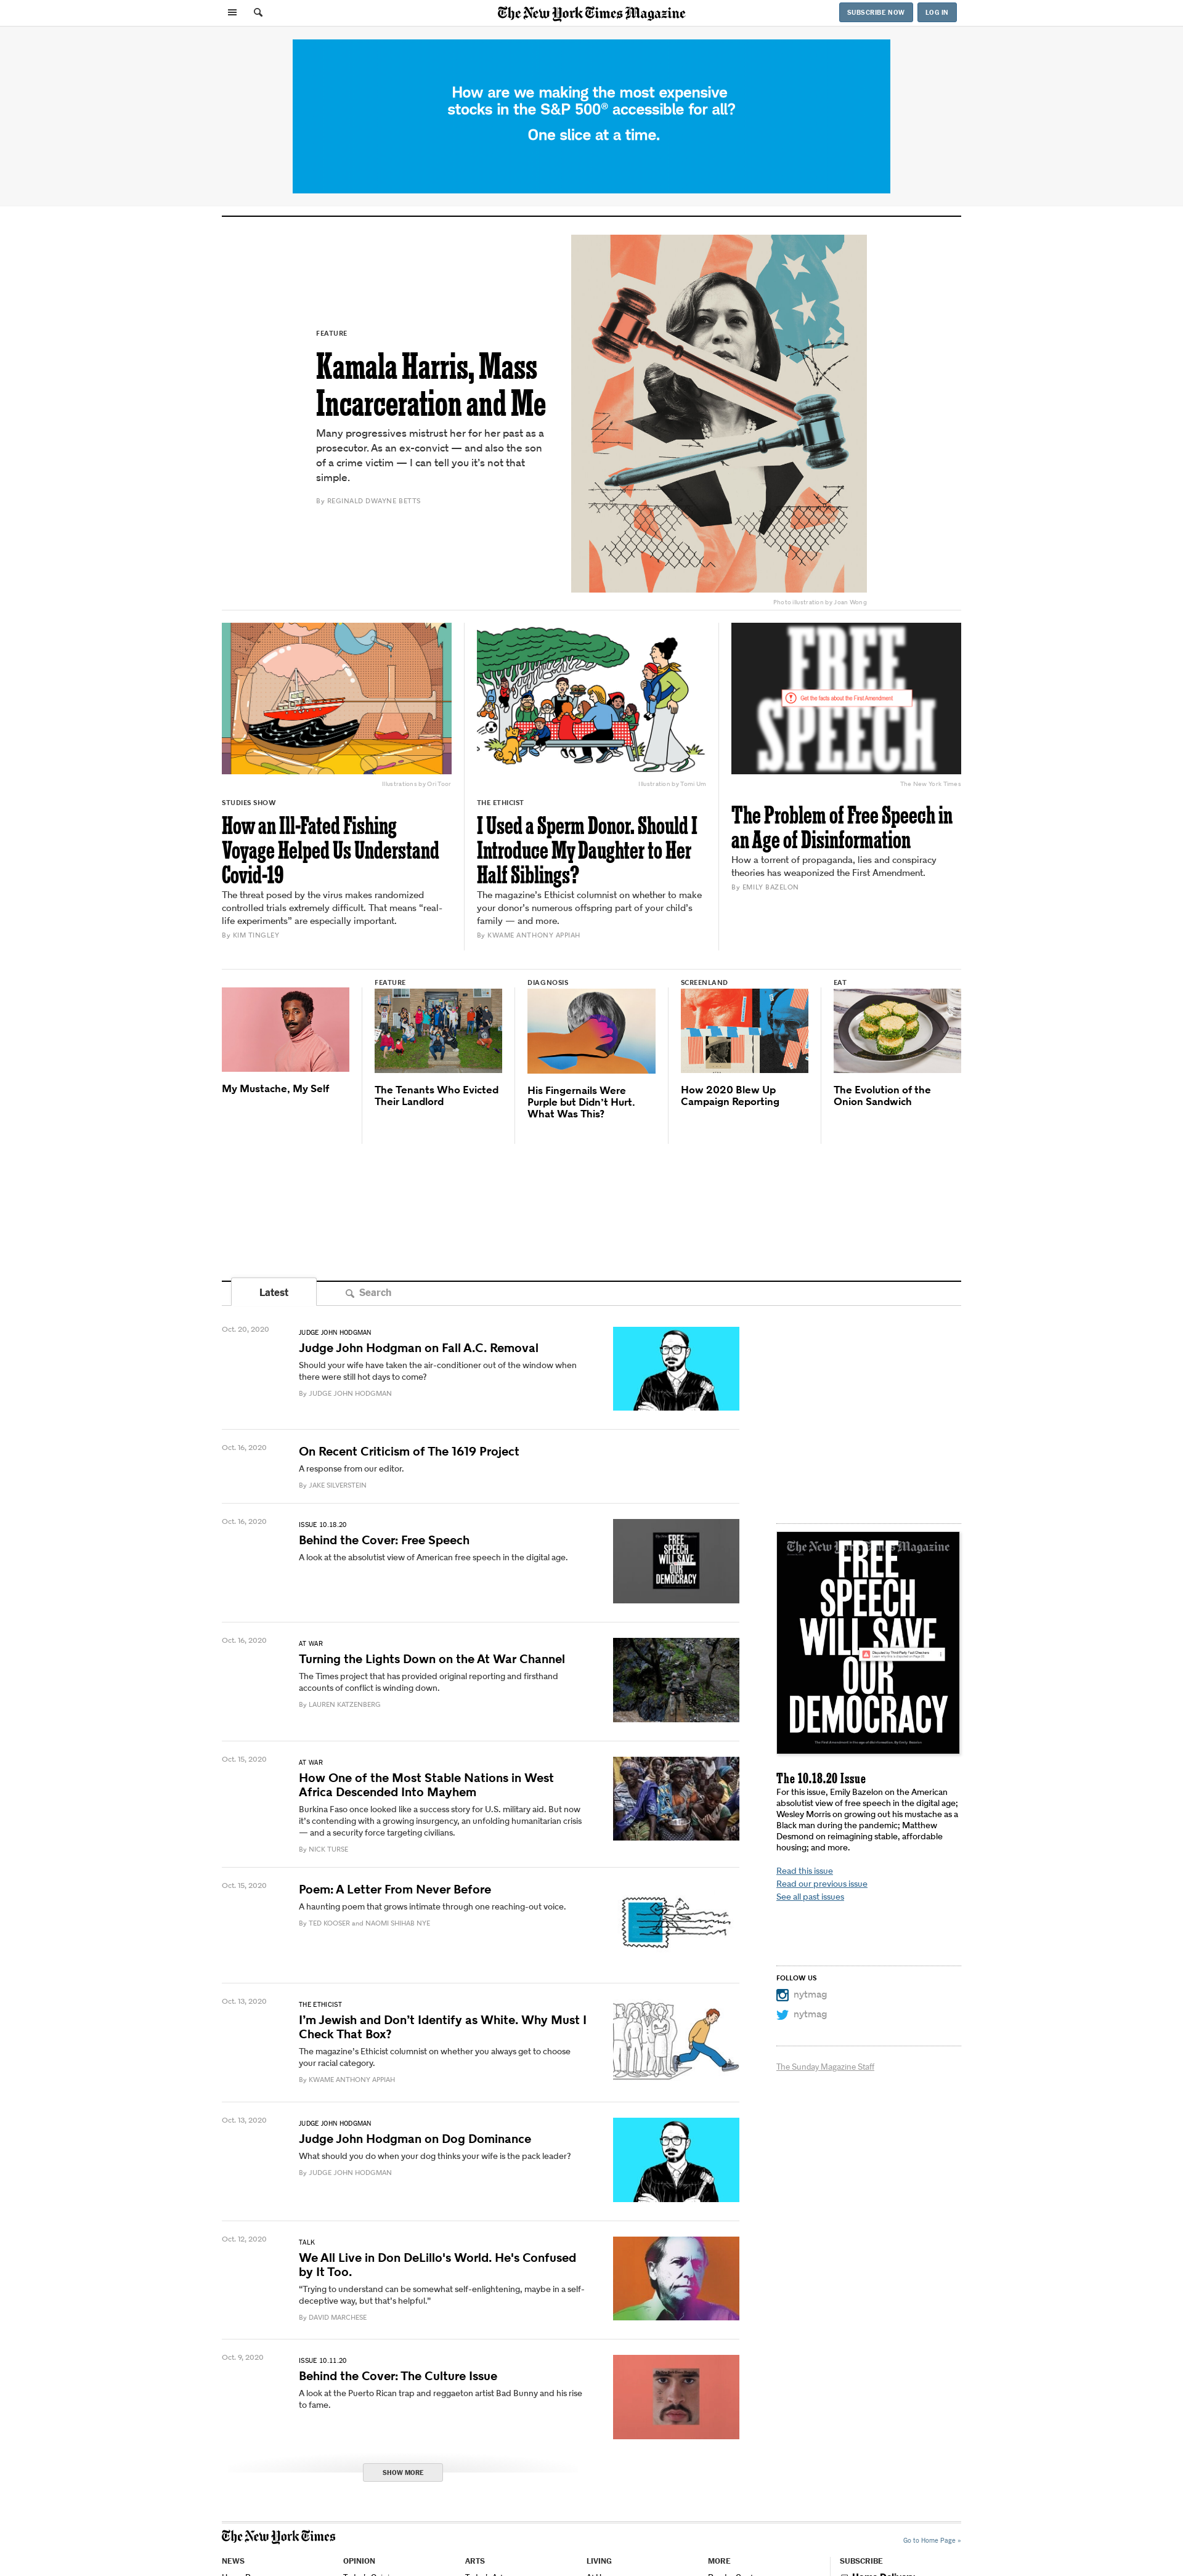 The New York Times Magazine
SUBSCRIBE NOW
LOG IN
How are we making the most expensive
stocks in the S&P 500® accessible for all?
One slice at a time.
FEATURE
Kamala Harris, Mass
Incarceration and Me
Many progressives mistrust her for her past as a
prosecutor. As an ex-convict — and also the son
of a crime victim — I can tell you it's not that
simple.
By REGINALD DWAYNE BETTS
Photo illustration by Joan Wong
FREE
SPEECH
Get the facts about the First Amendment
Illustrations by Ori Toor
Illustration by Tomi Um
The New York Times
STUDIES SHOW
How an Ill-Fated Fishing
Voyage Helped Us Understand
Covid-19
The threat posed by the virus makes randomized
controlled trials extremely difficult. That means “real-
life experiments” are especially important.
By KIM TINGLEY
THE ETHICIST
I Used a Sperm Donor. Should I
Introduce My Daughter to Her
Half Siblings?
The magazine’s Ethicist columnist on whether to make
your donor’s numerous offspring part of your child’s
family — and more.
By KWAME ANTHONY APPIAH
The Problem of Free Speech in
an Age of Disinformation
How a torrent of propaganda, lies and conspiracy
theories has weaponized the First Amendment.
By EMILY BAZELON
My Mustache, My Self
FEATURE
The Tenants Who Evicted
Their Landlord
DIAGNOSIS
His Fingernails Were
Purple but Didn’t Hurt.
What Was This?
SCREENLAND
How 2020 Blew Up
Campaign Reporting
EAT
The Evolution of the
Onion Sandwich
Latest
Search
Oct. 20, 2020
JUDGE JOHN HODGMAN
Judge John Hodgman on Fall A.C. Removal
Should your wife have taken the air-conditioner out of the window when
there were still hot days to come?
By JUDGE JOHN HODGMAN
Oct. 16, 2020
On Recent Criticism of The 1619 Project
A response from our editor.
By JAKE SILVERSTEIN
Oct. 16, 2020
ISSUE 10.18.20
Behind the Cover: Free Speech
A look at the absolutist view of American free speech in the digital age.
FREE
SPEECH
WILL SAVE
OUR
DEMOCRACY
Oct. 16, 2020
AT WAR
Turning the Lights Down on the At War Channel
The Times project that has provided original reporting and firsthand
accounts of conflict is winding down.
By LAUREN KATZENBERG
Oct. 15, 2020
AT WAR
How One of the Most Stable Nations in West
Africa Descended Into Mayhem
Burkina Faso once looked like a success story for U.S. military aid. But now
it’s contending with a growing insurgency, an unfolding humanitarian crisis
— and a security force targeting civilians.
By NICK TURSE
Oct. 15, 2020
Poem: A Letter From Never Before
A haunting poem that grows intimate through one reaching-out voice.
By TED KOOSER and NAOMI SHIHAB NYE
Oct. 13, 2020
THE ETHICIST
I’m Jewish and Don’t Identify as White. Why Must I
Check That Box?
The magazine’s Ethicist columnist on whether you always get to choose
your racial category.
By KWAME ANTHONY APPIAH
Oct. 13, 2020
JUDGE JOHN HODGMAN
Judge John Hodgman on Dog Dominance
What should you do when your dog thinks your wife is the pack leader?
By JUDGE JOHN HODGMAN
Oct. 12, 2020
TALK
We All Live in Don DeLillo's World. He's Confused
by It Too.
“Trying to understand can be somewhat self-enlightening, maybe in a self-
deceptive way, but that’s helpful.”
By DAVID MARCHESE
Oct. 9, 2020
ISSUE 10.11.20
Behind the Cover: The Culture Issue
A look at the Puerto Rican trap and reggaeton artist Bad Bunny and his rise
to fame.
SHOW MORE
The New York Times Magazine
FREE
SPEECH
WILL SAVE
OUR
DEMOCRACY
The First Amendment in the age of disinformation. By Emily Bazelon
The 10.18.20 Issue
For this issue, Emily Bazelon on the American
absolutist view of free speech in the digital age;
Wesley Morris on growing out his mustache as a
Black man during the pandemic; Matthew
Desmond on reimagining stable, affordable
housing; and more.
Read this issue
Read our previous issue
See all past issues
FOLLOW US
nytmag
nytmag
The Sunday Magazine Staff
The New York Times
Go to Home Page »
NEWS
OPINION
ARTS
LIVING
MORE
SUBSCRIBE